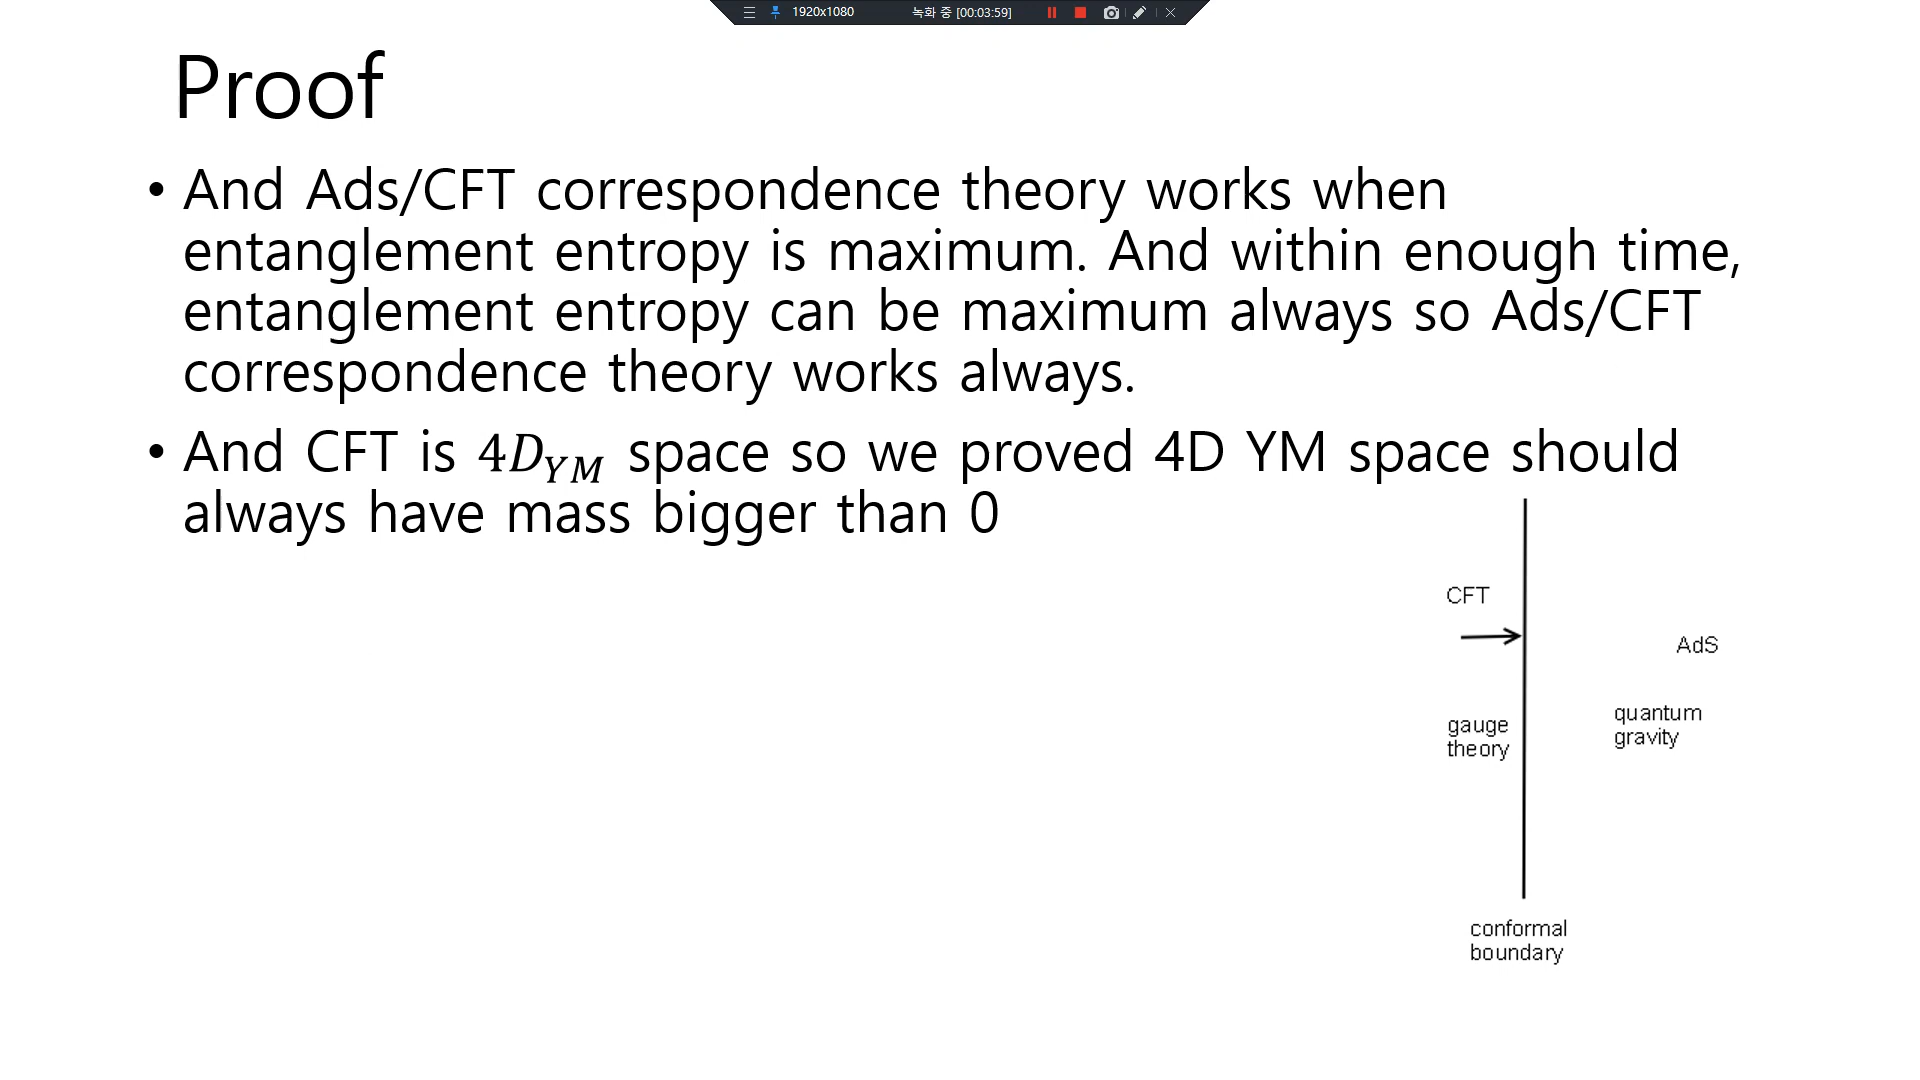 1920x1080 녹화 중 [00:03:59]
Proof
• And Ads/CFT correspondence theory works when
entanglement entropy is maximum. And within enough time,
entanglement entropy can be maximum always so Ads/CFT
correspondence theory works always.
• And CFT is 4D_YM space so we proved 4D YM space should
always have mass bigger than 0
CFT
AdS
gauge
theory
quantum
gravity
conformal
boundary